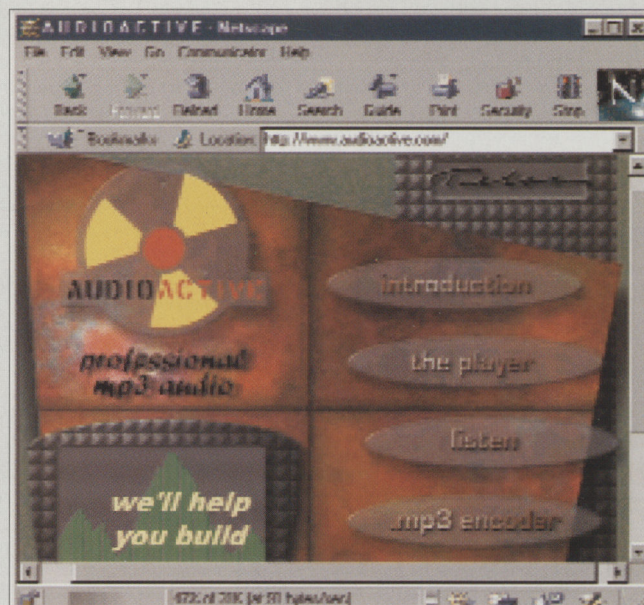 AUDIOACTIVE - Netscape
File Edit View Go Communicator Help
Back Forward Reload Home Search Guide Print Security Stop
N
Bookmarks Location: http://www.audioactive.com/
AUDIOACTIVE
professional
mp3 audio
introduction
the player
listen
.mp3 encoder
we'll help
you build